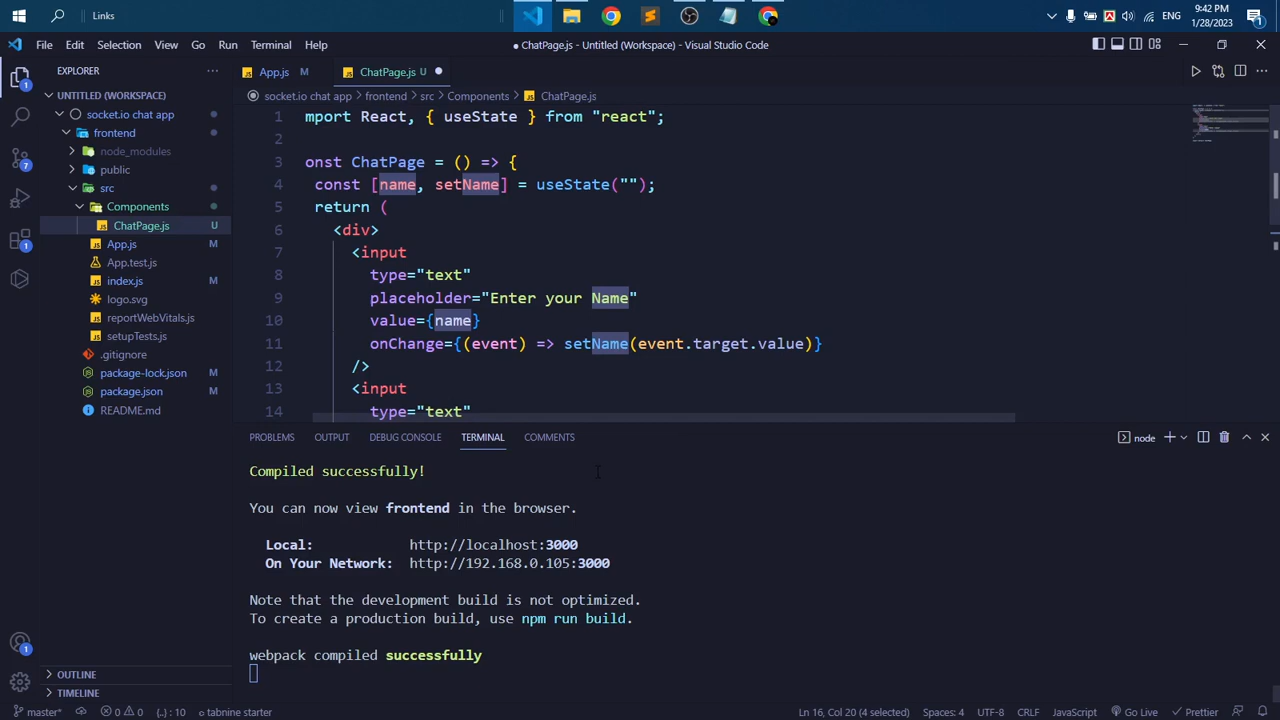 Links
ENG
9:42 PM
1/28/2023
File Edit Selection View Go Run Terminal Help
● ChatPage.js - Untitled (Workspace) - Visual Studio Code
EXPLORER
UNTITLED (WORKSPACE)
socket.io chat app
frontend
node_modules
public
src
Components
ChatPage.js U
App.js M
App.test.js
index.js M
logo.svg
reportWebVitals.js
setupTests.js
.gitignore
package-lock.json M
package.json M
README.md
OUTLINE
TIMELINE
1
7
1
1
1
App.js M
ChatPage.js U ●
socket.io chat app > frontend > src > Components > ChatPage.js
1 mport React, { useState } from "react";
2
3 onst ChatPage = () => {
4 const [name, setName] = useState("");
5 return (
6 <div>
7 <input
8 type="text"
9 placeholder="Enter your Name"
10 value={name}
11 onChange={(event) => setName(event.target.value)}
12 />
13 <input
14 type="text"
PROBLEMS OUTPUT DEBUG CONSOLE TERMINAL COMMENTS
node
Compiled successfully!
You can now view frontend in the browser.
Local: http://localhost:3000
On Your Network: http://192.168.0.105:3000
Note that the development build is not optimized.
To create a production build, use npm run build.
webpack compiled successfully
master* 0 0 {..} : 10 tabnine starter
Ln 16, Col 20 (4 selected) Spaces: 4 UTF-8 CRLF JavaScript Go Live Prettier